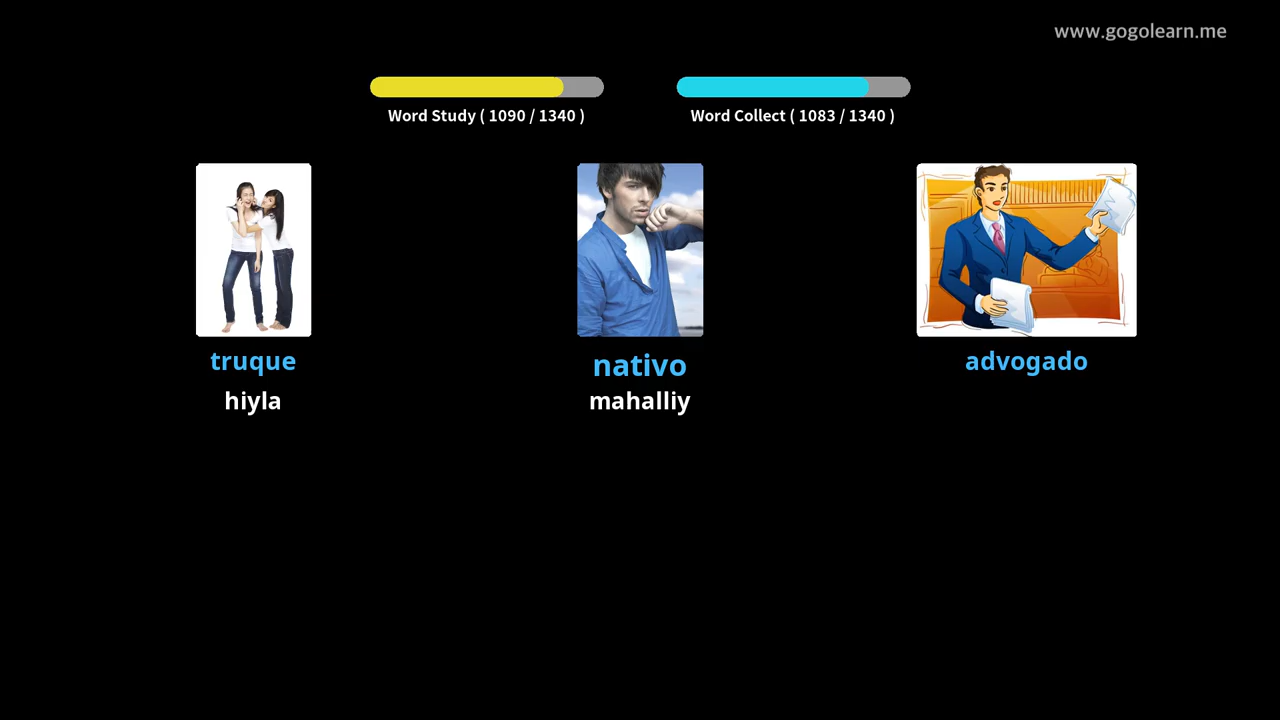 www.gogolearn.me
Word Study ( 1090 / 1340 )
Word Collect ( 1083 / 1340 )
truque
nativo
advogado
hiyla
mahalliy